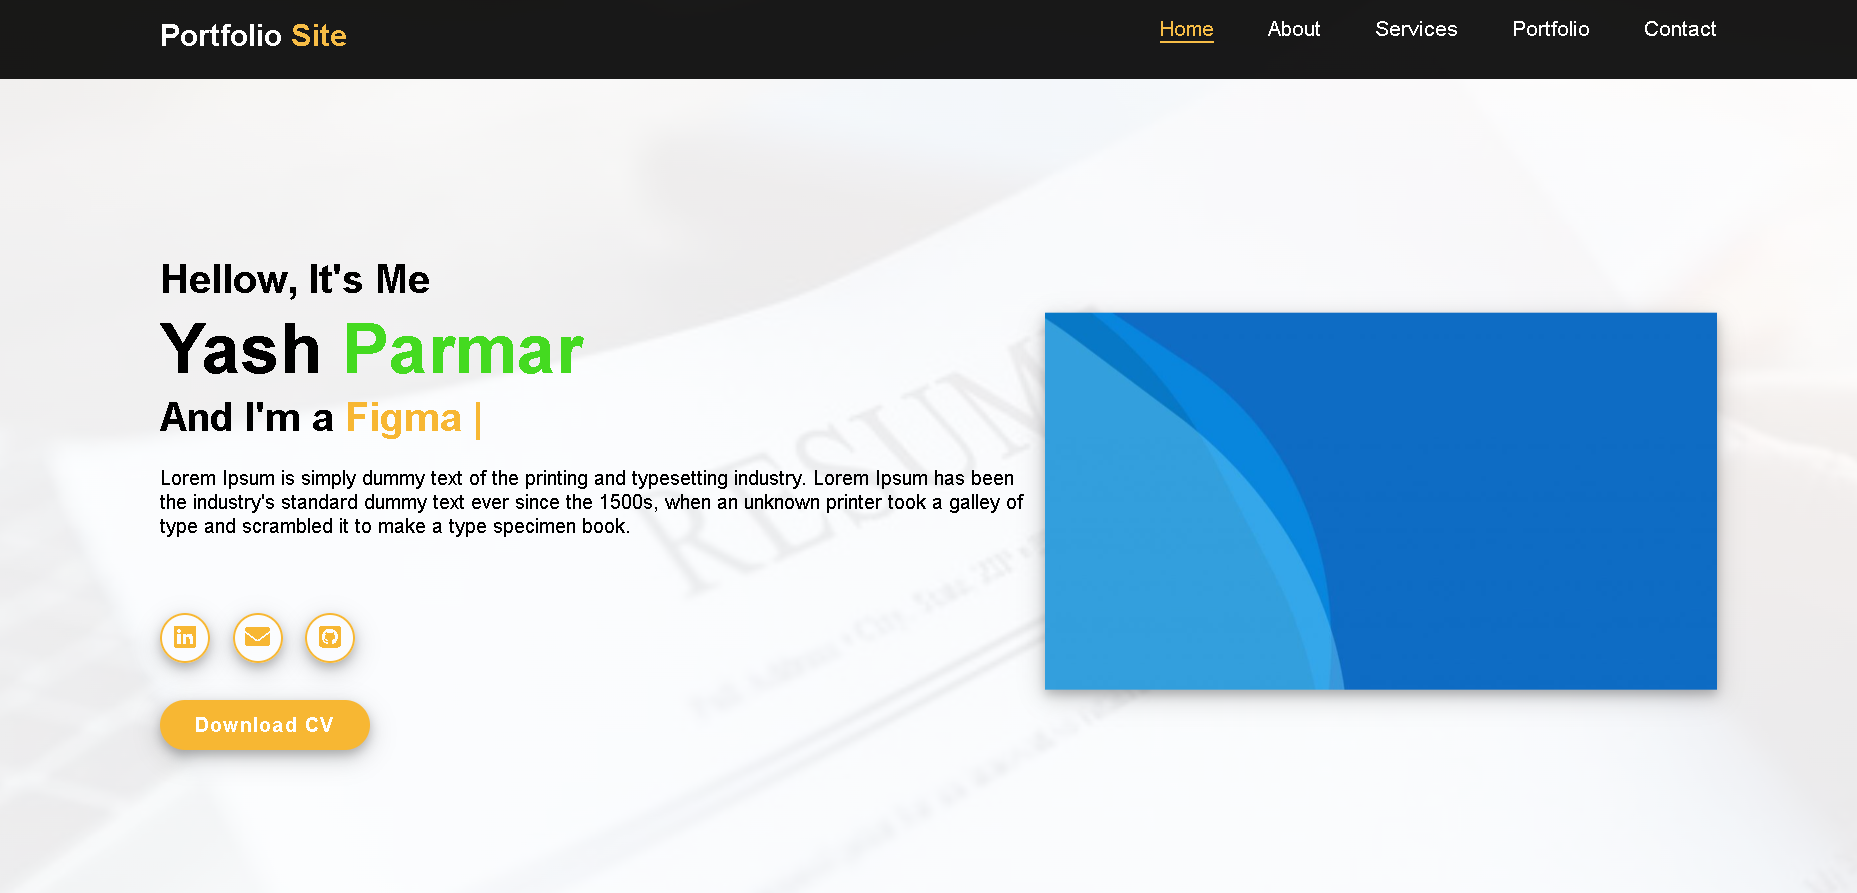 Portfolio Site
Home About Services Portfolio Contact
Hellow, It's Me
Yash Parmar
And I'm a Figma |
Lorem Ipsum is simply dummy text of the printing and typesetting industry. Lorem Ipsum has been
the industry's standard dummy text ever since the 1500s, when an unknown printer took a galley of
type and scrambled it to make a type specimen book.
RESUM
in
Download CV